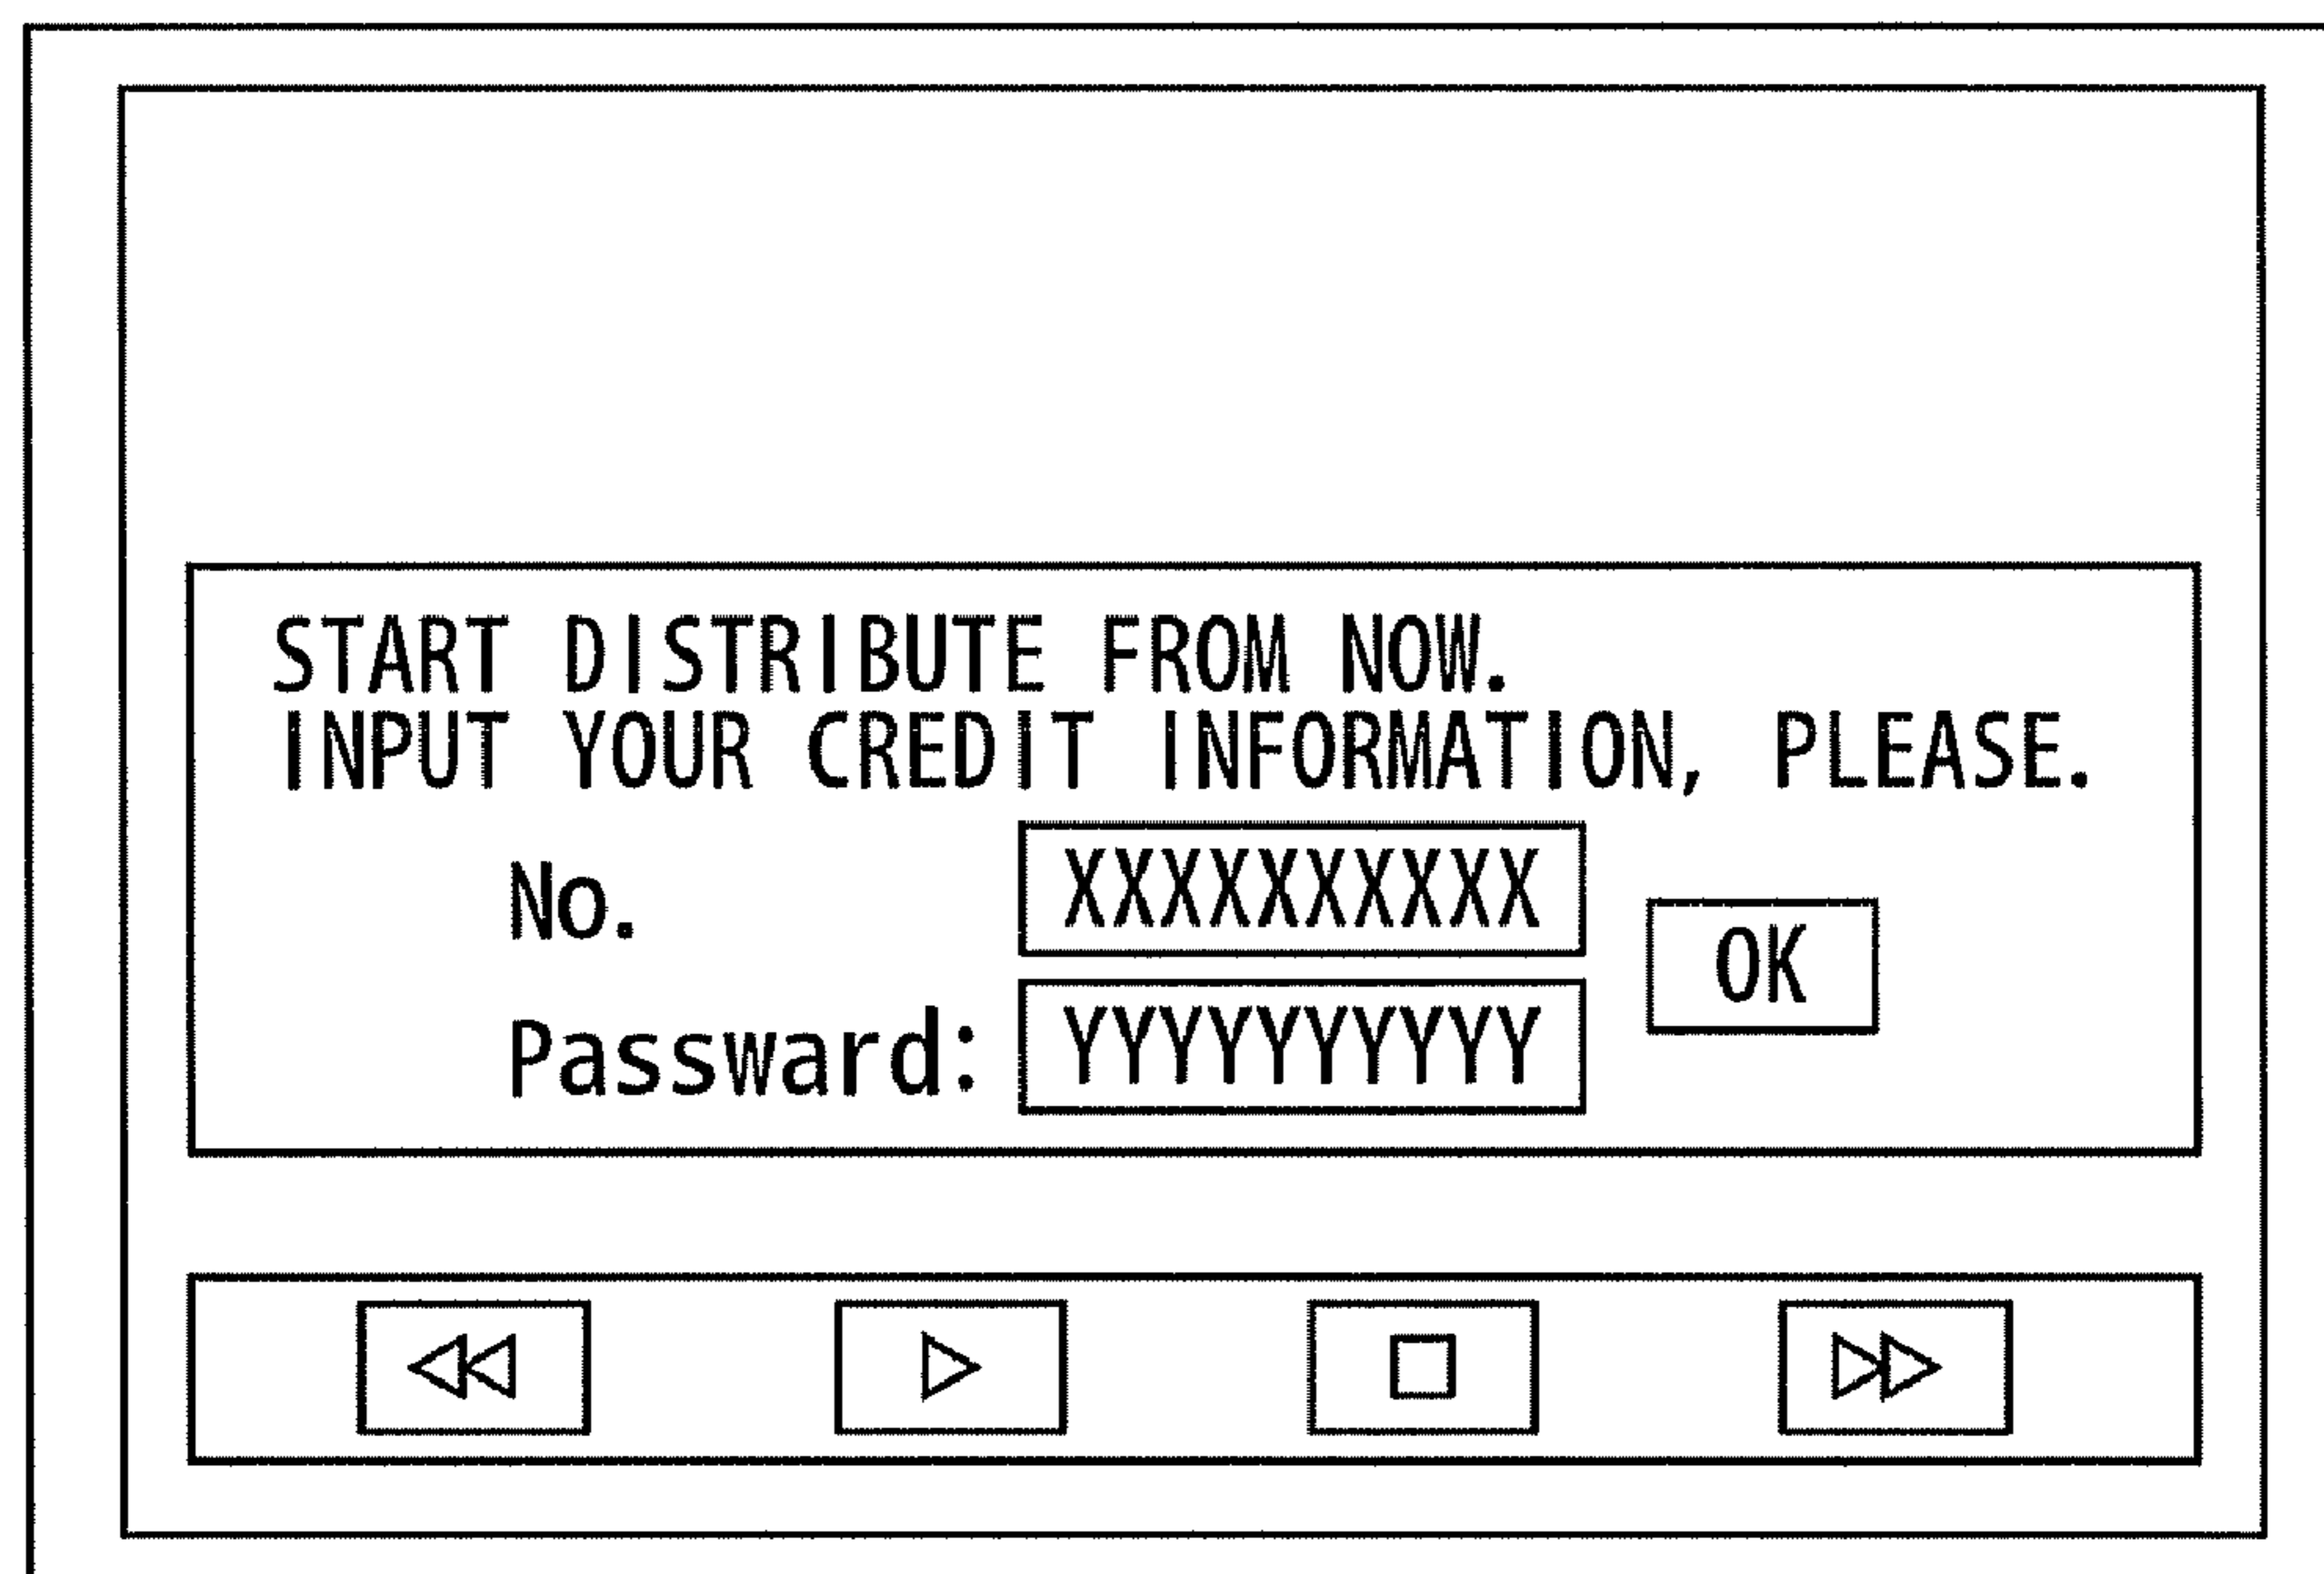 START DISTRIBUTE FROM NOW.
INPUT YOUR CREDIT INFORMATION, PLEASE.
No. XXXXXXXXXX
OK
Passward: YYYYYYYYYY